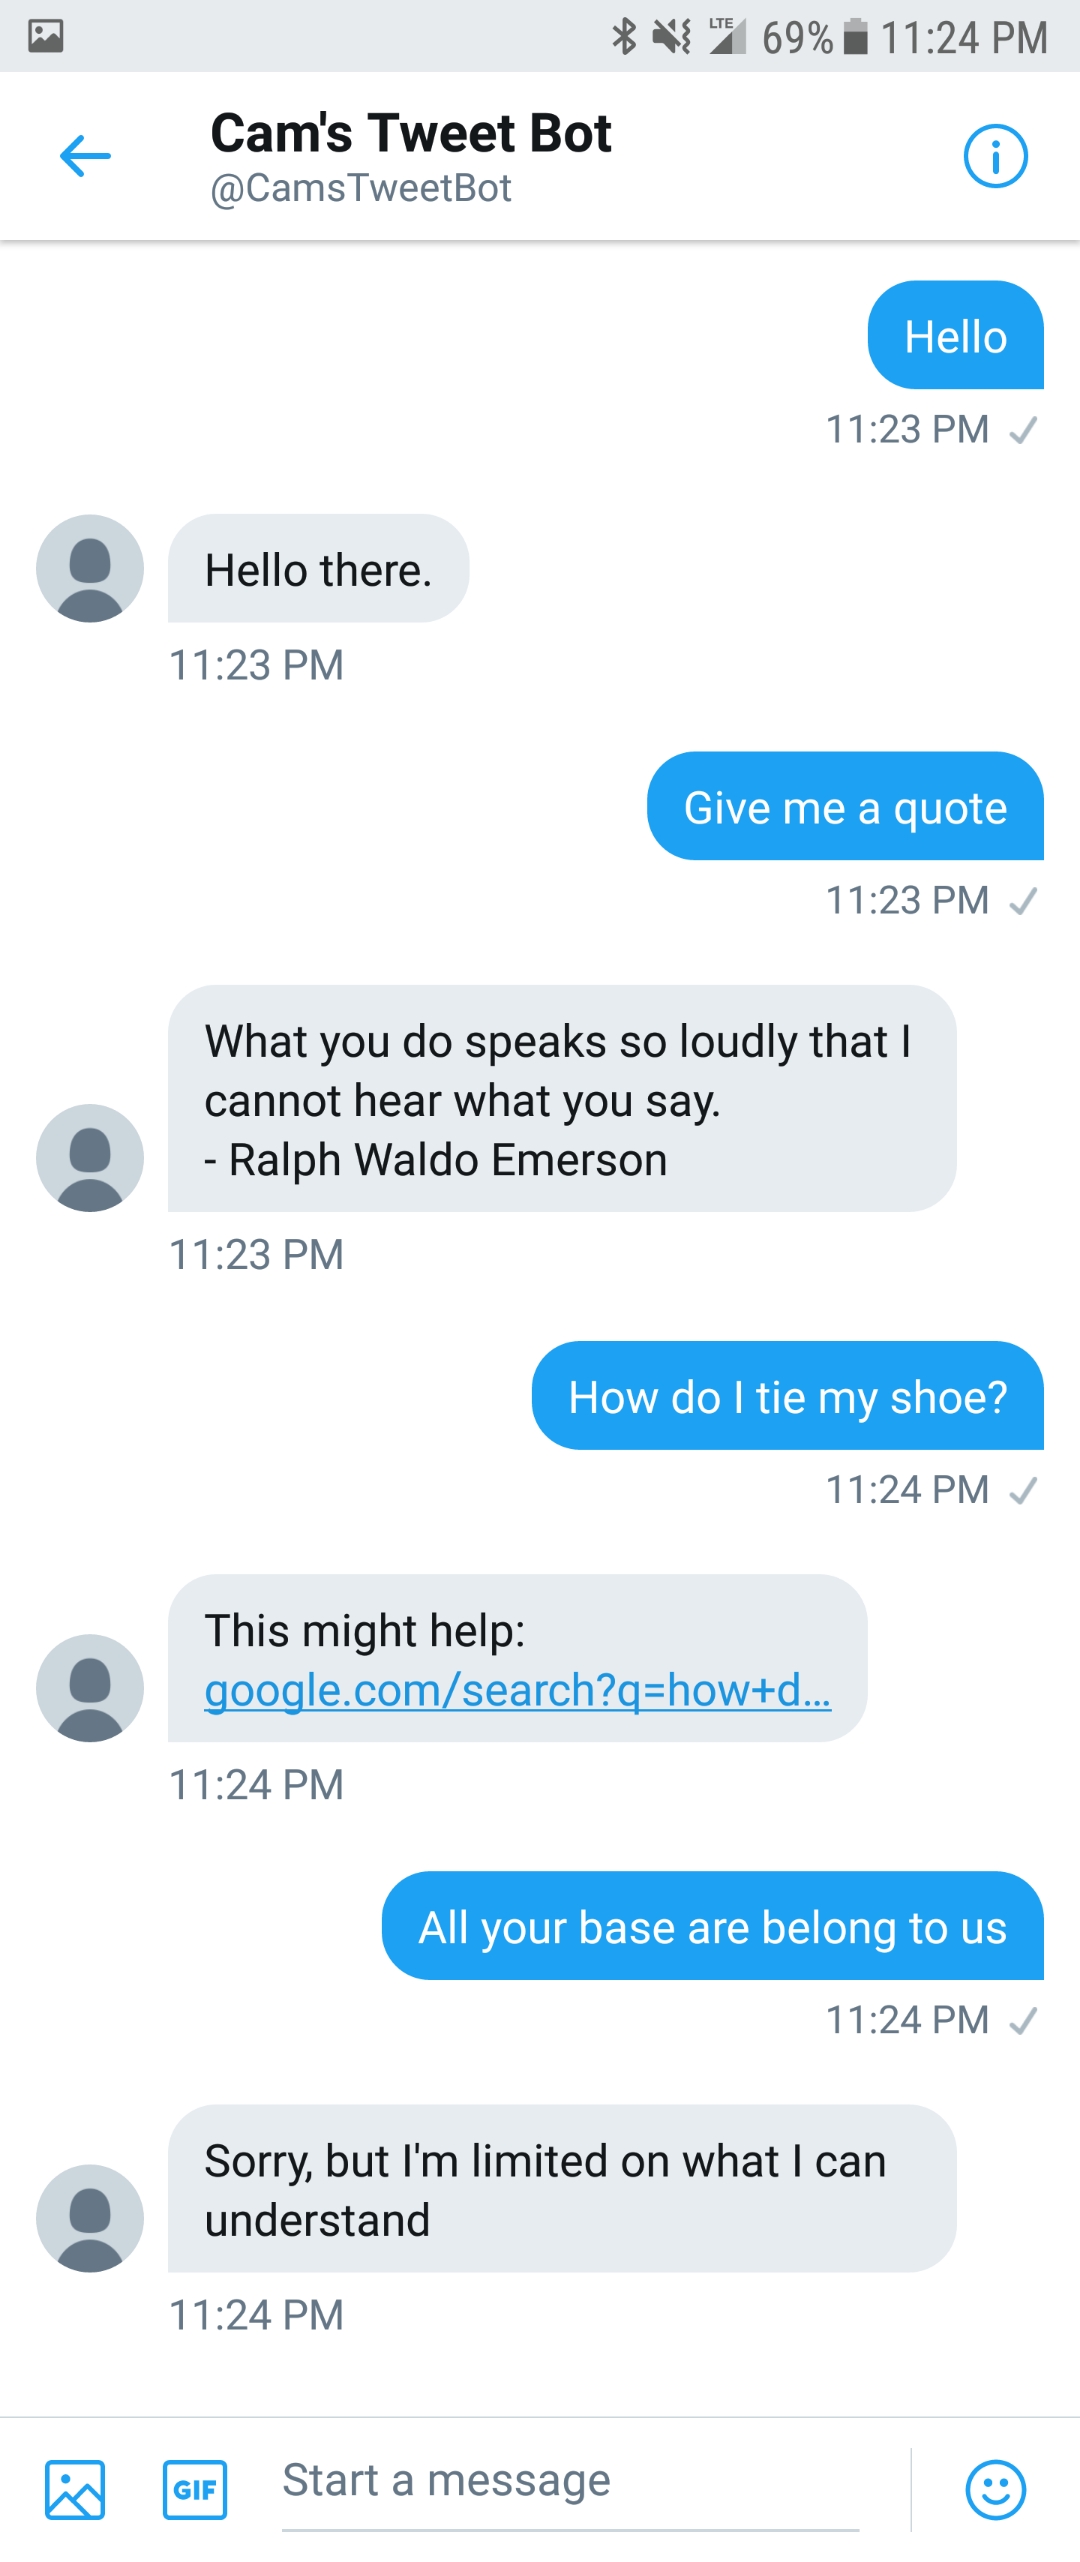 LTE 69% 11:24 PM
Cam's Tweet Bot
@CamsTweetBot
Hello
11:23 PM
Hello there.
11:23 PM
Give me a quote
11:23 PM
What you do speaks so loudly that I
cannot hear what you say.
- Ralph Waldo Emerson
11:23 PM
How do I tie my shoe?
11:24 PM
This might help:
google.com/search?q=how+d...
11:24 PM
All your base are belong to us
11:24 PM
Sorry, but I'm limited on what I can
understand
11:24 PM
GIF Start a message